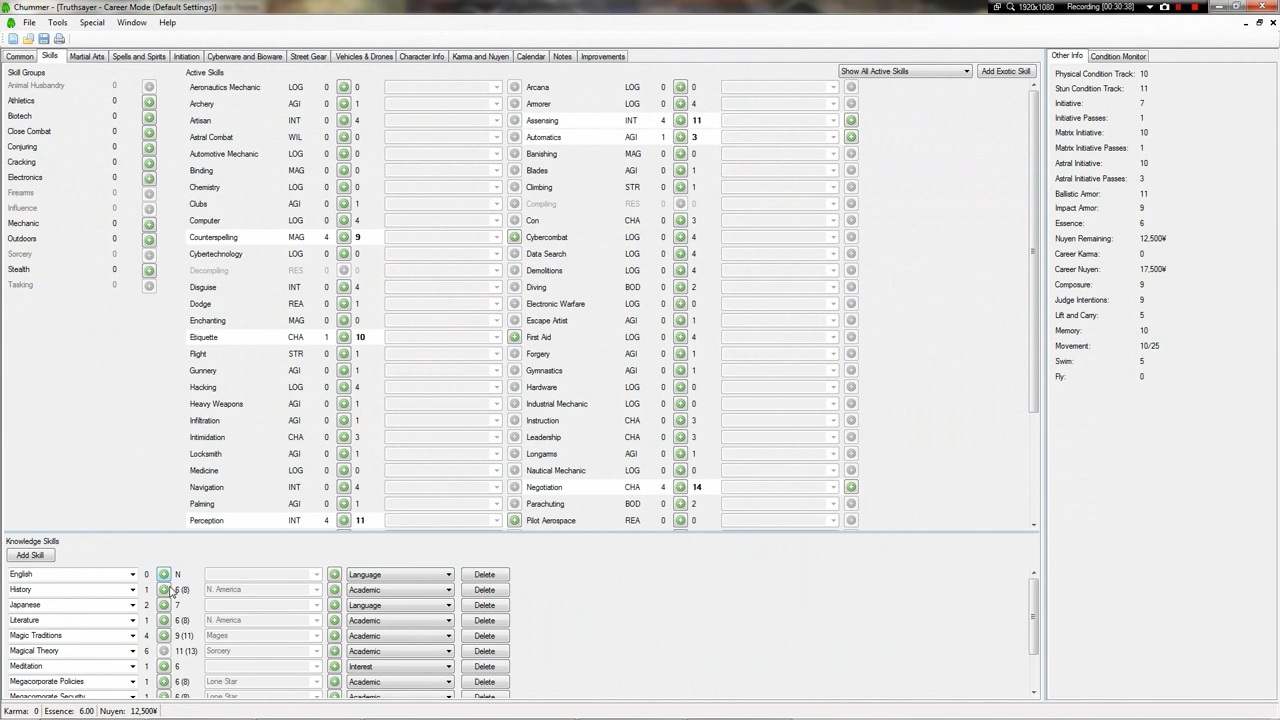 Chummer - [Truthsayer - Career Mode (Default Settings)]
1920x1080 Recording [00:30:38]
File Tools Special Window Help
Common Skills Martial Arts Spells and Spirits Initiation Cyberware and Bioware Street Gear Vehicles & Drones Character Info Karma and Nuyen Calendar Notes Improvements
Other Info Condition Monitor
Skill Groups
Animal Husbandry 0
Athletics 0
Biotech 0
Close Combat 0
Conjuring 0
Cracking 0
Electronics 0
Firearms 0
Influence 0
Mechanic 0
Outdoors 0
Sorcery 0
Stealth 0
Tasking 0
Active Skills
Show All Active Skills Add Exotic Skill
Aeronautics Mechanic LOG 0 0
Archery AGI 0 1
Artisan INT 0 4
Astral Combat WIL 0 0
Automotive Mechanic LOG 0 0
Binding MAG 0 0
Chemistry LOG 0 0
Clubs AGI 0 1
Computer LOG 0 4
Counterspelling MAG 4 9
Cybertechnology LOG 0 0
Decompiling RES 0 0
Disguise INT 0 4
Dodge REA 0 1
Enchanting MAG 0 0
Etiquette CHA 1 10
Flight STR 0 1
Gunnery AGI 0 1
Hacking LOG 0 4
Heavy Weapons AGI 0 1
Infiltration AGI 0 1
Intimidation CHA 0 3
Locksmith AGI 0 1
Medicine LOG 0 0
Navigation INT 0 4
Palming AGI 0 1
Perception INT 4 11
Arcana LOG 0 0
Armorer LOG 0 4
Assensing INT 4 11
Automatics AGI 1 3
Banishing MAG 0 0
Blades AGI 0 1
Climbing STR 0 1
Compiling RES 0 0
Con CHA 0 3
Cybercombat LOG 0 4
Data Search LOG 0 4
Demolitions LOG 0 4
Diving BOD 0 2
Electronic Warfare LOG 0 0
Escape Artist AGI 0 1
First Aid LOG 0 4
Forgery AGI 0 1
Gymnastics AGI 0 1
Hardware LOG 0 0
Industrial Mechanic LOG 0 0
Instruction CHA 0 3
Leadership CHA 0 3
Longarms AGI 0 1
Nautical Mechanic LOG 0 0
Negotiation CHA 4 14
Parachuting BOD 0 2
Pilot Aerospace REA 0 0
Physical Condition Track: 10
Stun Condition Track: 11
Initiative: 7
Initiative Passes: 1
Matrix Initiative: 10
Matrix Initiative Passes: 1
Astral Initiative: 10
Astral Initiative Passes: 3
Ballistic Armor: 11
Impact Armor: 9
Essence: 6
Nuyen Remaining: 12,500¥
Career Karma: 0
Career Nuyen: 17,500¥
Composure: 9
Judge Intentions: 9
Lift and Carry: 5
Memory: 10
Movement: 10/25
Swim: 5
Fly: 0
Knowledge Skills
Add Skill
English 0 N Language Delete
History 1 6 (8) N. America Academic Delete
Japanese 2 7 Language Delete
Literature 1 6 (8) N. America Academic Delete
Magic Traditions 4 9 (11) Mages Academic Delete
Magical Theory 6 11 (13) Sorcery Academic Delete
Meditation 1 6 Interest Delete
Megacorporate Policies 1 6 (8) Lone Star Academic Delete
Megacorporate Security 1 6 (8) Lone Star Academic Delete
Karma: 0 Essence: 6.00 Nuyen: 12,500¥